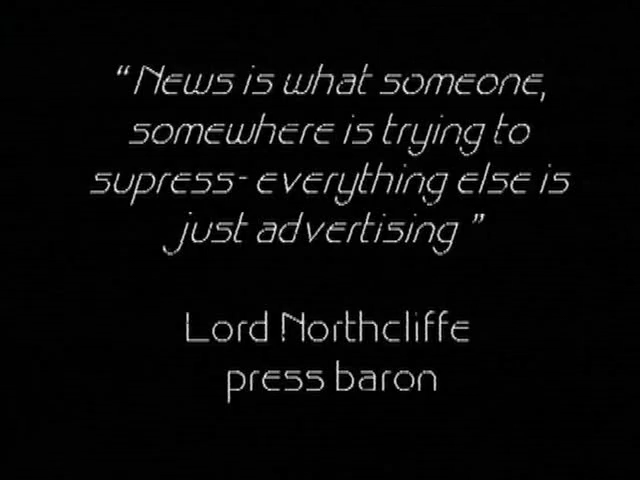 “News is what someone,
somewhere is trying to
supress- everything else is
just advertising”
Lord Northcliffe
press baron